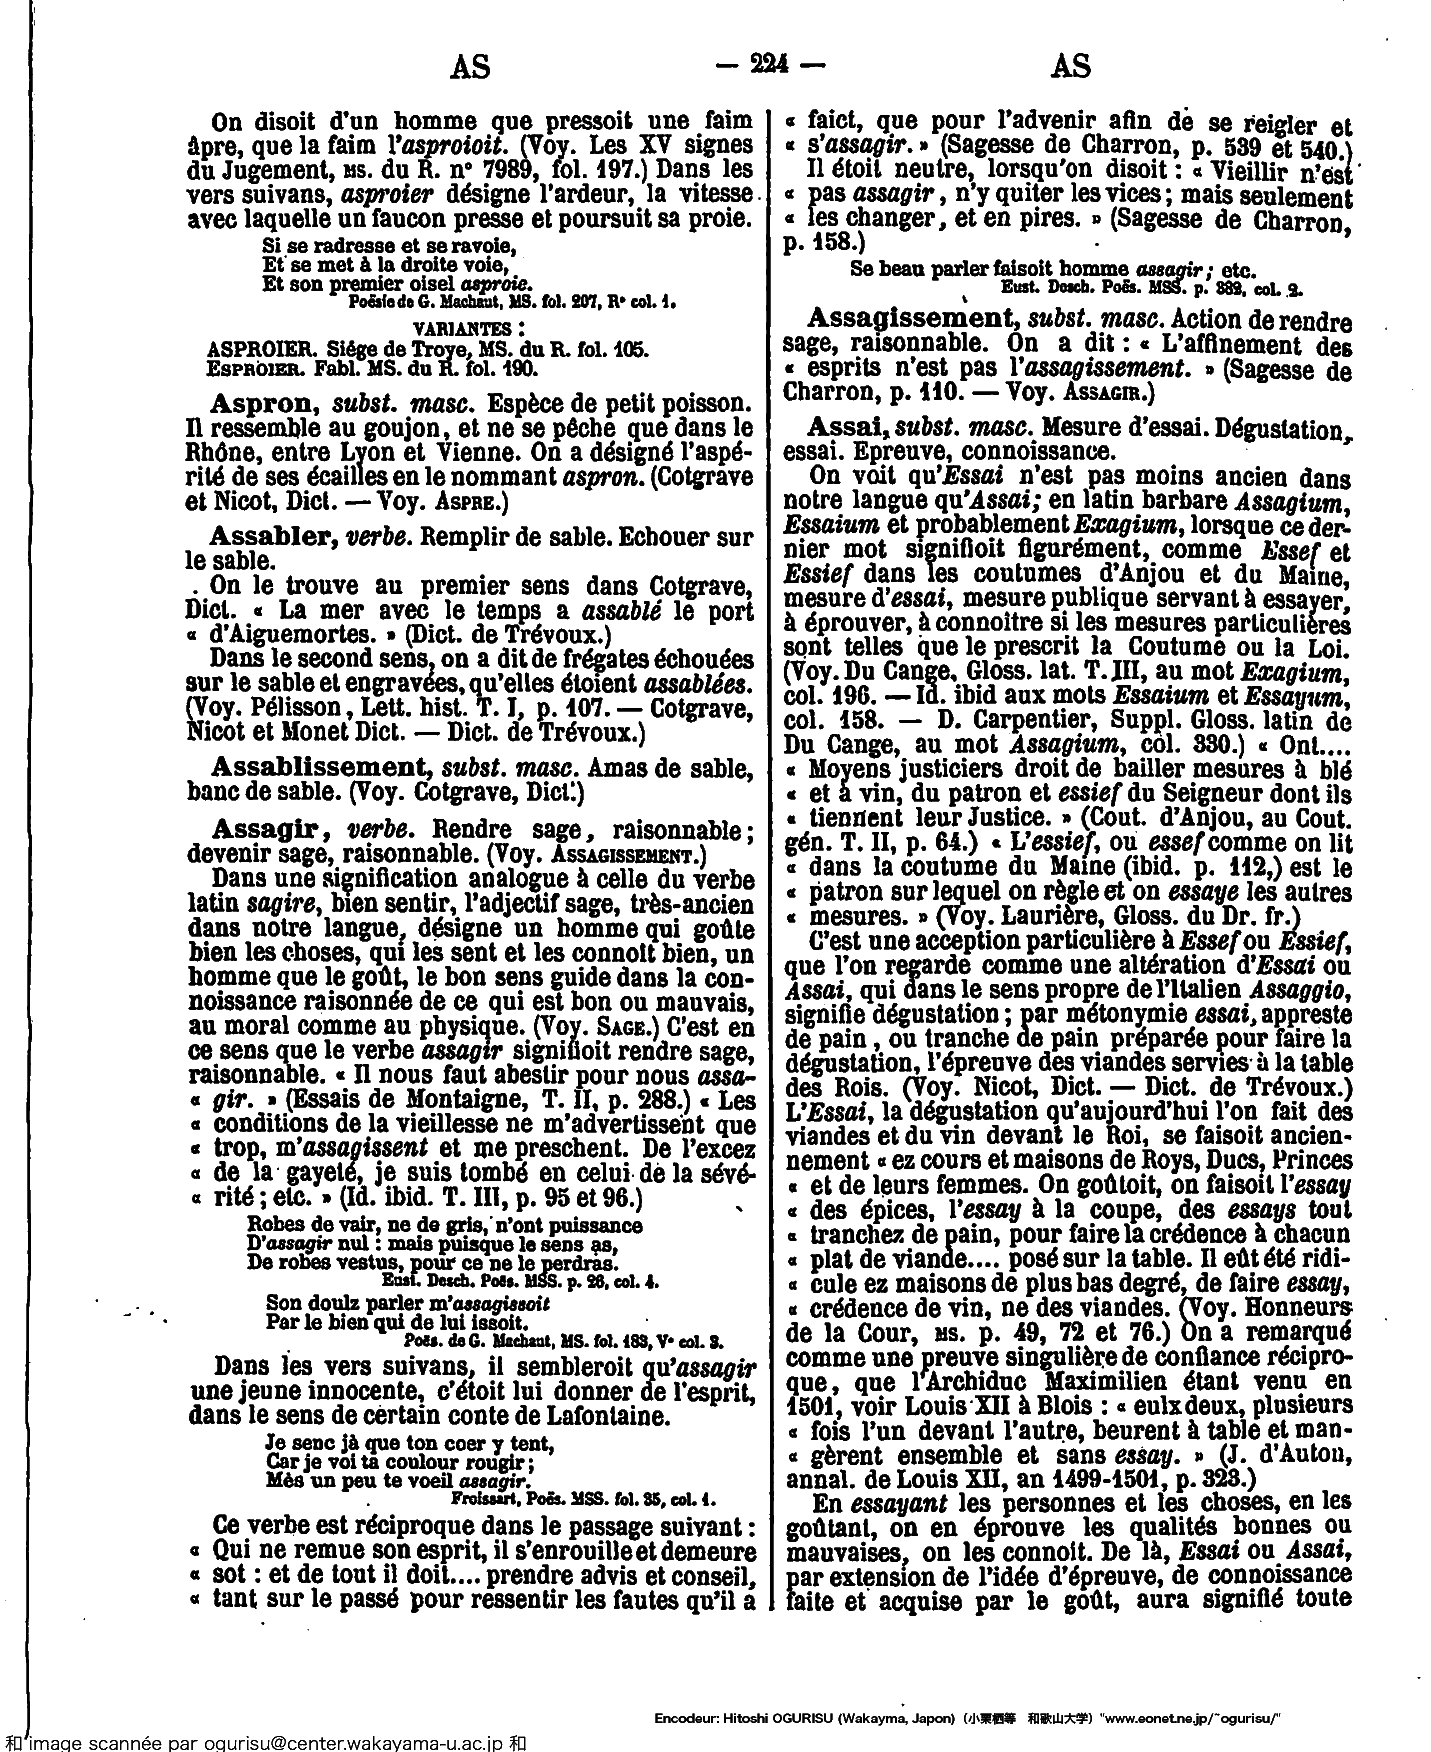 AS — 224 — AS
On disoit d'un homme que pressoit une faim
âpre, que la faim l'asproioit. (Voy. Les XV signes
du Jugement, MS. du R. n° 7989, fol. 197.) Dans les
vers suivans, asproier désigne l'ardeur, la vitesse
avec laquelle un faucon presse et poursuit sa proie.
Si se radresse et se ravoie,
Et se met à la droite voie,
Et son premier oisel asproie.
Poësie de G. Machaut, MS. fol. 207, R° col. 1.
VARIANTES :
ASPROIER. Siége de Troye, MS. du R. fol. 105.
ESPROIER. Fabl. MS. du R. fol. 190.
Aspron, subst. masc. Espèce de petit poisson.
Il ressemble au goujon, et ne se pêche que dans le
Rhône, entre Lyon et Vienne. On a désigné l'aspé-
rité de ses écailles en le nommant aspron. (Cotgrave
et Nicot, Dict. — Voy. ASPRE.)
Assabler, verbe. Remplir de sable. Echouer sur
le sable.
On le trouve au premier sens dans Cotgrave,
Dict. « La mer avec le temps a assablé le port
« d'Aiguemortes. » (Dict. de Trévoux.)
Dans le second sens, on a dit de frégates échouées
sur le sable et engravées, qu'elles étoient assablées.
(Voy. Pélisson, Lett. hist. T. I, p. 107. — Cotgrave,
Nicot et Monet Dict. — Dict. de Trévoux.)
Assablissement, subst. masc. Amas de sable,
banc de sable. (Voy. Cotgrave, Dict.)
Assagir, verbe. Rendre sage, raisonnable ;
devenir sage, raisonnable. (Voy. ASSAGISSEMENT.)
Dans une signification analogue à celle du verbe
latin sagire, bien sentir, l'adjectif sage, très-ancien
dans notre langue, désigne un homme qui goûte
bien les choses, qui les sent et les connoît bien, un
homme que le goût, le bon sens guide dans la con-
noissance raisonnée de ce qui est bon ou mauvais,
au moral comme au physique. (Voy. SAGE.) C'est en
ce sens que le verbe assagir signifioit rendre sage,
raisonnable. « Il nous faut abestir pour nous assa-
« gir. » (Essais de Montaigne, T. II, p. 288.) « Les
« conditions de la vieillesse ne m'advertissent que
« trop, m'assagissent et me preschent. De l'excez
« de la gayeté, je suis tombé en celui de la sévé-
« rité ; etc. » (Id. ibid. T. III, p. 95 et 96.)
Robes de vair, ne de gris, n'ont puissance
D'assagir nul : mais puisque le sens as,
De robes vestus, pour ce ne le perdras.
Eust. Desch. Poës. MSS. p. 26, col. 4.
Son doulz parler m'assagissoit
Par le bien qui de lui issoit.
Poës. de G. Machaut, MS. fol. 183, V° col. 3.
Dans les vers suivans, il sembleroit qu'assagir
une jeune innocente, c'étoit lui donner de l'esprit,
dans le sens de certain conte de Lafontaine.
Je senc jà que ton coer y tent,
Car je voi ta coulour rougir ;
Mès un peu te voeil assagir.
Froissart, Poës. MSS. fol. 35, col. 1.
Ce verbe est réciproque dans le passage suivant :
« Qui ne remue son esprit, il s'enrouille et demeure
« sot : et de tout il doit.... prendre advis et conseil,
« tant sur le passé pour ressentir les fautes qu'il a
« faict, que pour l'advenir afin de se reigler et
« s'assagir. » (Sagesse de Charron, p. 539 et 540.)
Il étoit neutre, lorsqu'on disoit : « Vieillir n'est
« pas assagir, n'y quiter les vices ; mais seulement
« les changer, et en pires. » (Sagesse de Charron,
p. 158.)
Se beau parler faisoit homme assagir ; etc.
Eust. Desch. Poës. MSS. p. 382, col. 2.
Assagissement, subst. masc. Action de rendre
sage, raisonnable. On a dit : « L'affinement des
« esprits n'est pas l'assagissement. » (Sagesse de
Charron, p. 110. — Voy. ASSAGIR.)
Assai, subst. masc. Mesure d'essai. Dégustation,
essai. Epreuve, connoissance.
On voit qu'Essai n'est pas moins ancien dans
notre langue qu'Assai ; en latin barbare Assagium,
Essaium et probablement Exagium, lorsque ce der-
nier mot signifioit figurément, comme Essef et
Essief dans les coutumes d'Anjou et du Maine,
mesure d'essai, mesure publique servant à essayer,
à éprouver, à connoître si les mesures particulières
sont telles que le prescrit la Coutume ou la Loi.
(Voy. Du Cange, Gloss. lat. T. III, au mot Exagium,
col. 196. — Id. ibid aux mots Essaium et Essayum,
col. 158. — D. Carpentier, Suppl. Gloss. latin de
Du Cange, au mot Assagium, col. 330.) « Ont....
« Moyens justiciers droit de bailler mesures à blé
« et à vin, du patron et essief du Seigneur dont ils
« tiennent leur Justice. » (Cout. d'Anjou, au Cout.
gén. T. II, p. 64.) « L'essief, ou essef comme on lit
« dans la coutume du Maine (ibid. p. 112,) est le
« patron sur lequel on règle et on essaye les autres
« mesures. » (Voy. Laurière, Gloss. du Dr. fr.)
C'est une acception particulière à Essef ou Essief,
que l'on regarde comme une altération d'Essai ou
Assai, qui dans le sens propre de l'Italien Assaggio,
signifie dégustation ; par métonymie essai, appreste
de pain, ou tranche de pain préparée pour faire la
dégustation, l'épreuve des viandes servies à la table
des Rois. (Voy. Nicot, Dict. — Dict. de Trévoux.)
L'Essai, la dégustation qu'aujourd'hui l'on fait des
viandes et du vin devant le Roi, se faisoit ancien-
nement « ez cours et maisons de Roys, Ducs, Princes
« et de leurs femmes. On goûtoit, on faisoit l'essay
« des épices, l'essay à la coupe, des essays tout
« tranchez de pain, pour faire la crédence à chacun
« plat de viande.... posé sur la table. Il eût été ridi-
« cule ez maisons de plus bas degré, de faire essay,
« crédence de vin, ne des viandes. (Voy. Honneurs
de la Cour, MS. p. 49, 72 et 76.) On a remarqué
comme une preuve singulière de confiance récipro-
que, que l'Archiduc Maximilien étant venu en
1501, voir Louis XII à Blois : « eulx deux, plusieurs
« fois l'un devant l'autre, beurent à table et man-
« gèrent ensemble et sans essay. » (J. d'Auton,
annal. de Louis XII, an 1499-1501, p. 323.)
En essayant les personnes et les choses, en les
goûtant, on en éprouve les qualités bonnes ou
mauvaises, on les connoît. De là, Essai ou Assai,
par extension de l'idée d'épreuve, de connoissance
faite et acquise par le goût, aura signifié toute
Encodeur: Hitoshi OGURISU (Wakayma, Japon) (小栗栖等 和歌山大学) "www.eonet.ne.jp/~ogurisu/"
和 image scannée par ogurisu@center.wakayama-u.ac.jp 和